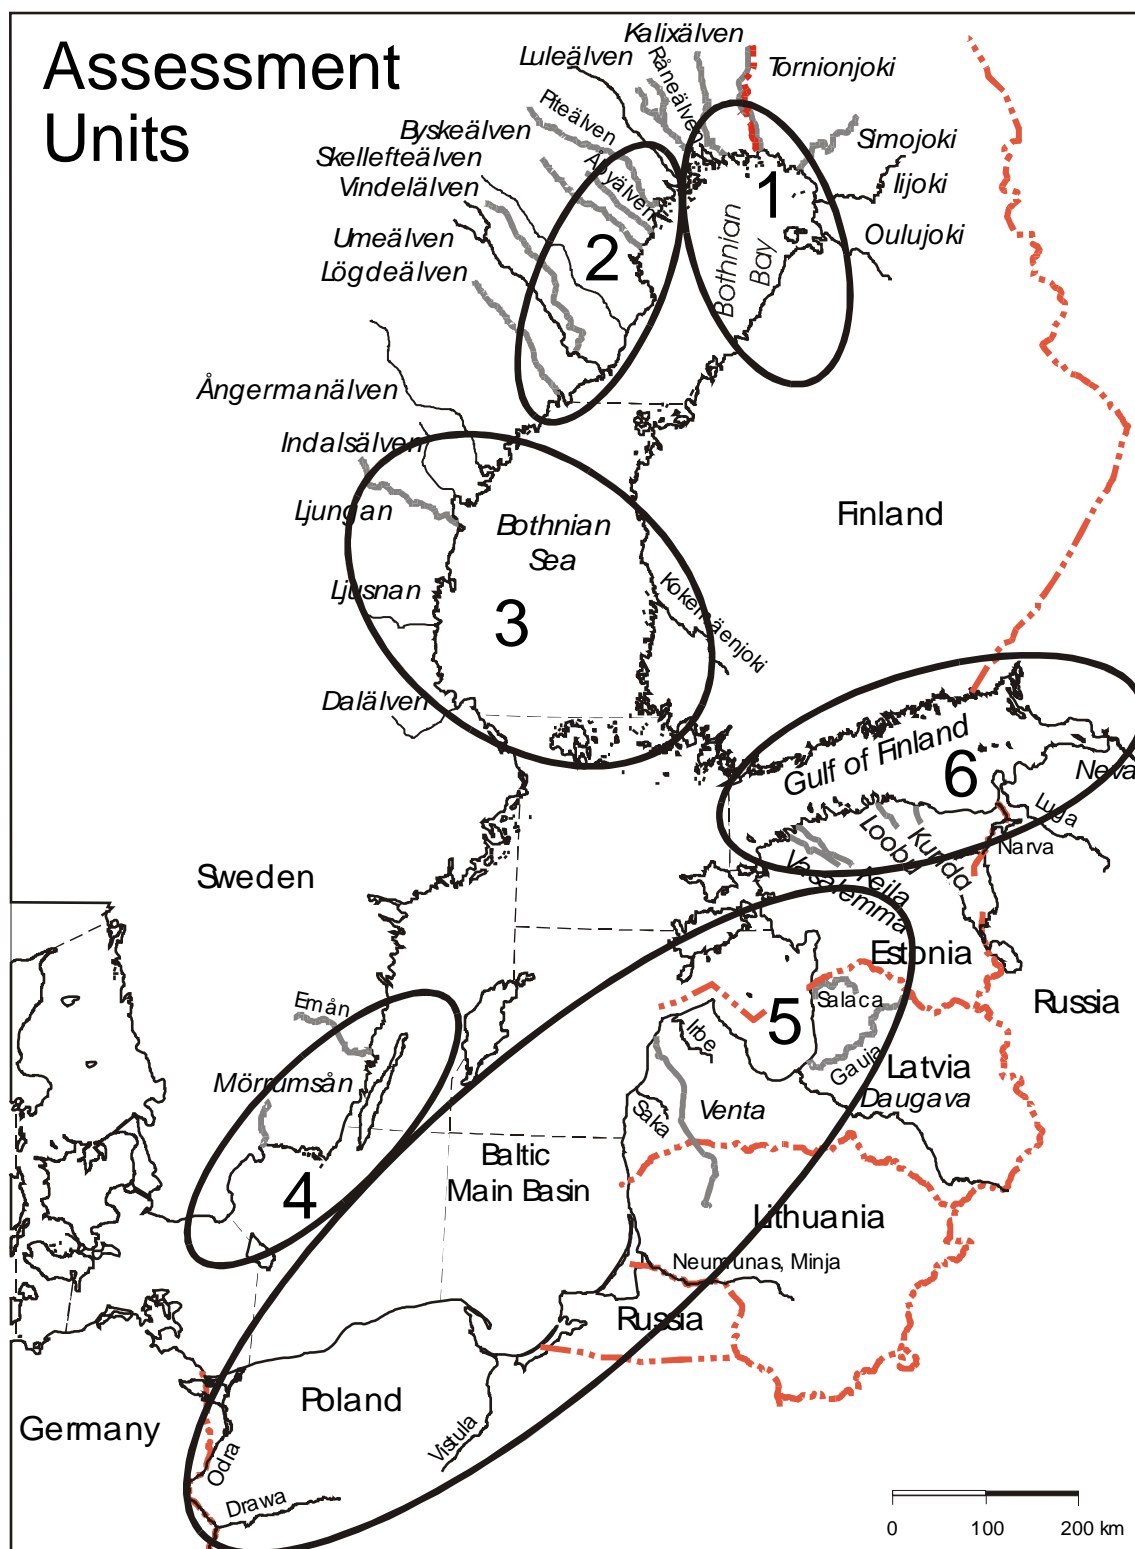 Assessment
Units
Kalixälven
Luleälven
Råneälven
Tornionjoki
Piteälven
Byskeälven
Åbyälven
Simojoki
Skellefteälven
Vindelälven
Iijoki
1
Umeälven
Oulujoki
Bothnian
Bay
2
Lögdeälven
Ångermanälven
Indalsälven
Ljungan
Bothnian
Sea
Finland
Ljusnan
3
Kokemäenjoki
Dalälven
Gulf of Finland
6
Neva
Luga
Narva
Kunda
Loobu
Keila
Vasalemma
Sweden
Estonia
Russia
Emån
5
Salaca
Irbe
Gauja
Latvia
Mörrumsån
Daugava
Saka
Venta
Baltic
Main Basin
4
Lithuania
Neumunas, Minja
Russia
Poland
Germany
Vistula
Odra
Drawa
0 100 200 km